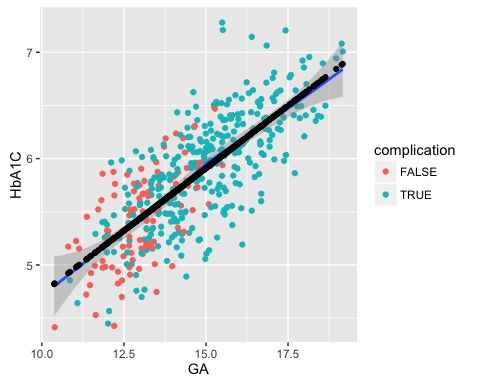 7
6
5
HbA1C
10.0 12.5 15.0 17.5
GA
complication
FALSE
TRUE